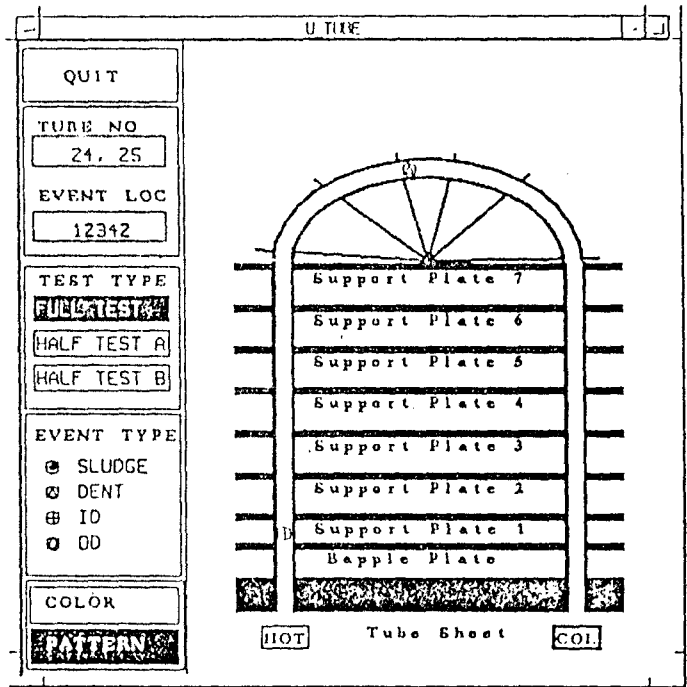 U TUBE
QUIT
TUBE NO
24, 25
EVENT LOC
12342
TEST TYPE
FULL TEST
HALF TEST A
HALF TEST B
EVENT TYPE
SLUDGE
DENT
ID
OD
COLOR
PATTERN
Support Plate 7
Support Plate 6
Support Plate 5
Support Plate 4
Support Plate 3
Support Plate 2
Support Plate 1
Bapple Plate
HOT
Tube Sheet
COL